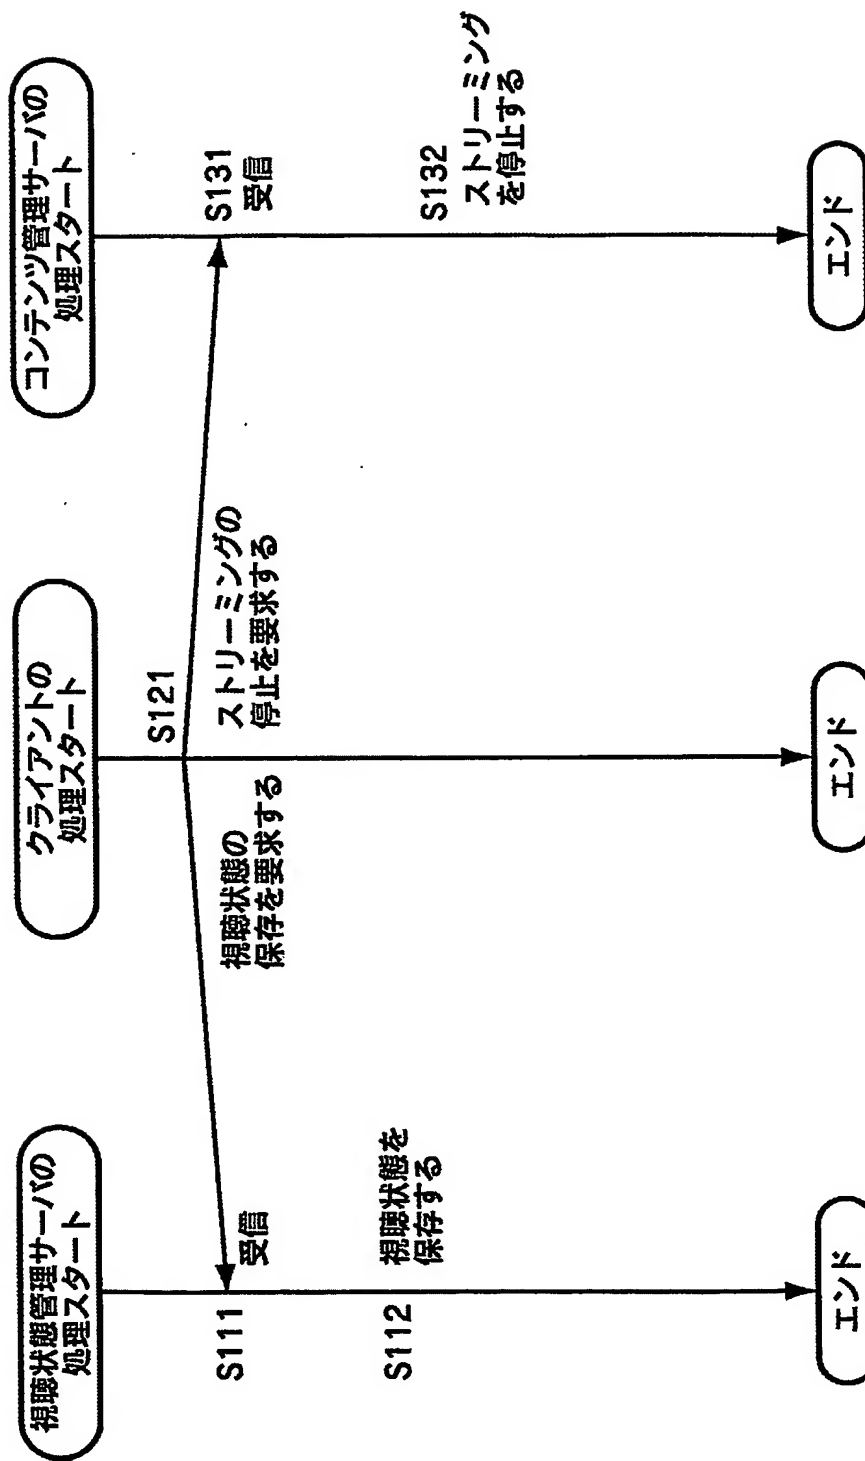 視聴状態管理サーバの
処理スタート
クライアントの
処理スタート
コンテンツ管理サーバの
処理スタート
S121
視聴状態の
保存を要求する
ストリーミングの
停止を要求する
S111
受信
S131
受信
S112
視聴状態を
保存する
S132
ストリーミング
を停止する
エンド
エンド
エンド